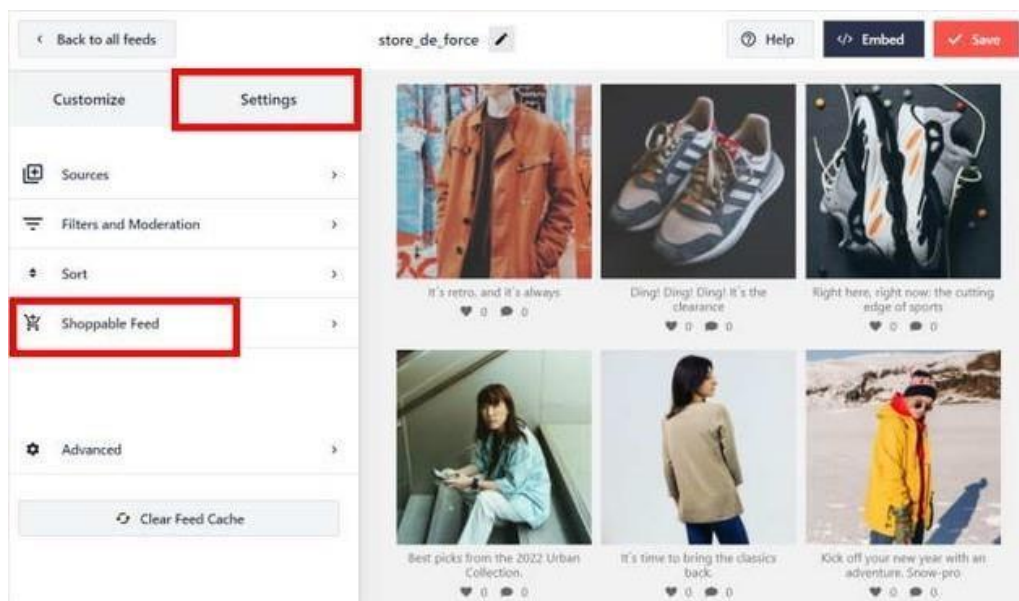 Back to all feeds
store_de_force
Help
</> Embed
Save
Customize
Settings
Sources
Filters and Moderation
Sort
Shoppable Feed
Advanced
Clear Feed Cache
It's retro, and it's always
0 0
Ding! Ding! Ding! It's the
clearance
0 0
Right here, right now: the cutting
edge of sports
0 0
Best picks from the 2022 Urban
Collection.
0 0
It's time to bring the classics
back.
0 0
Kick off your new year with an
adventure. Snow-pro
0 0